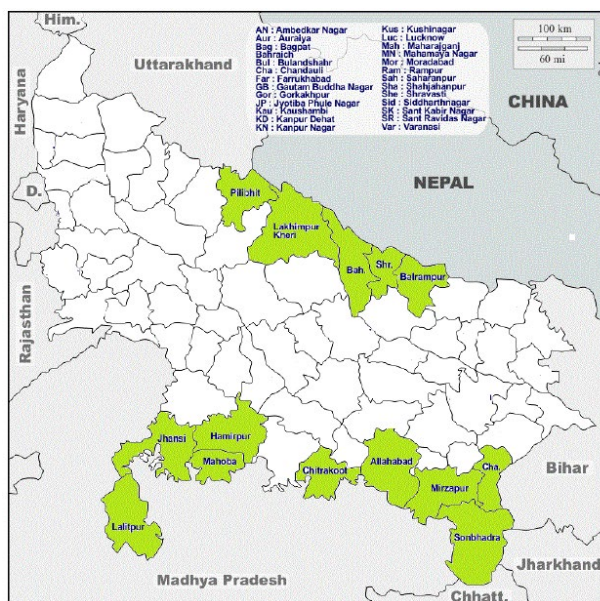 Him.
Uttarakhand
Haryana
D.
Rajasthan
AN : Ambedkar Nagar
Aur : Auraiya
Bag : Bagpat
Bahraich
Bul : Bulandshahr
Cha : Chandauli
Far : Farrukhabad
GB : Gautam Buddha Nagar
Gor : Gorkakhpur
JP : Jyotiba Phule Nagar
Kau : Kaushambi
KD : Kanpur Dehat
KN : Kanpur Nagar
Kus : Kushinagar
Luc : Lucknow
Mah : Maharajganj
MN : Mahamaya Nagar
Mor : Moradabad
Ram : Rampur
Sah : Saharanpur
Sha : Shahjahanpur
She : Shravasti
Sid : Siddharthnagar
SK : Sant Kabir Nagar
SR : Sant Ravidas Nagar
Var : Varanasi
100 km
60 mi
CHINA
NEPAL
Pilibhit
Lakhimpur
Kheri
Bah.
Shr.
Balrampur
Jhansi
Hamirpur
Mahoba
Lalitpur
Chitrakoot
Allahabad
Mirzapur
Cha.
Sonbhadra
Bihar
Jharkhand
Madhya Pradesh
Chhatt.